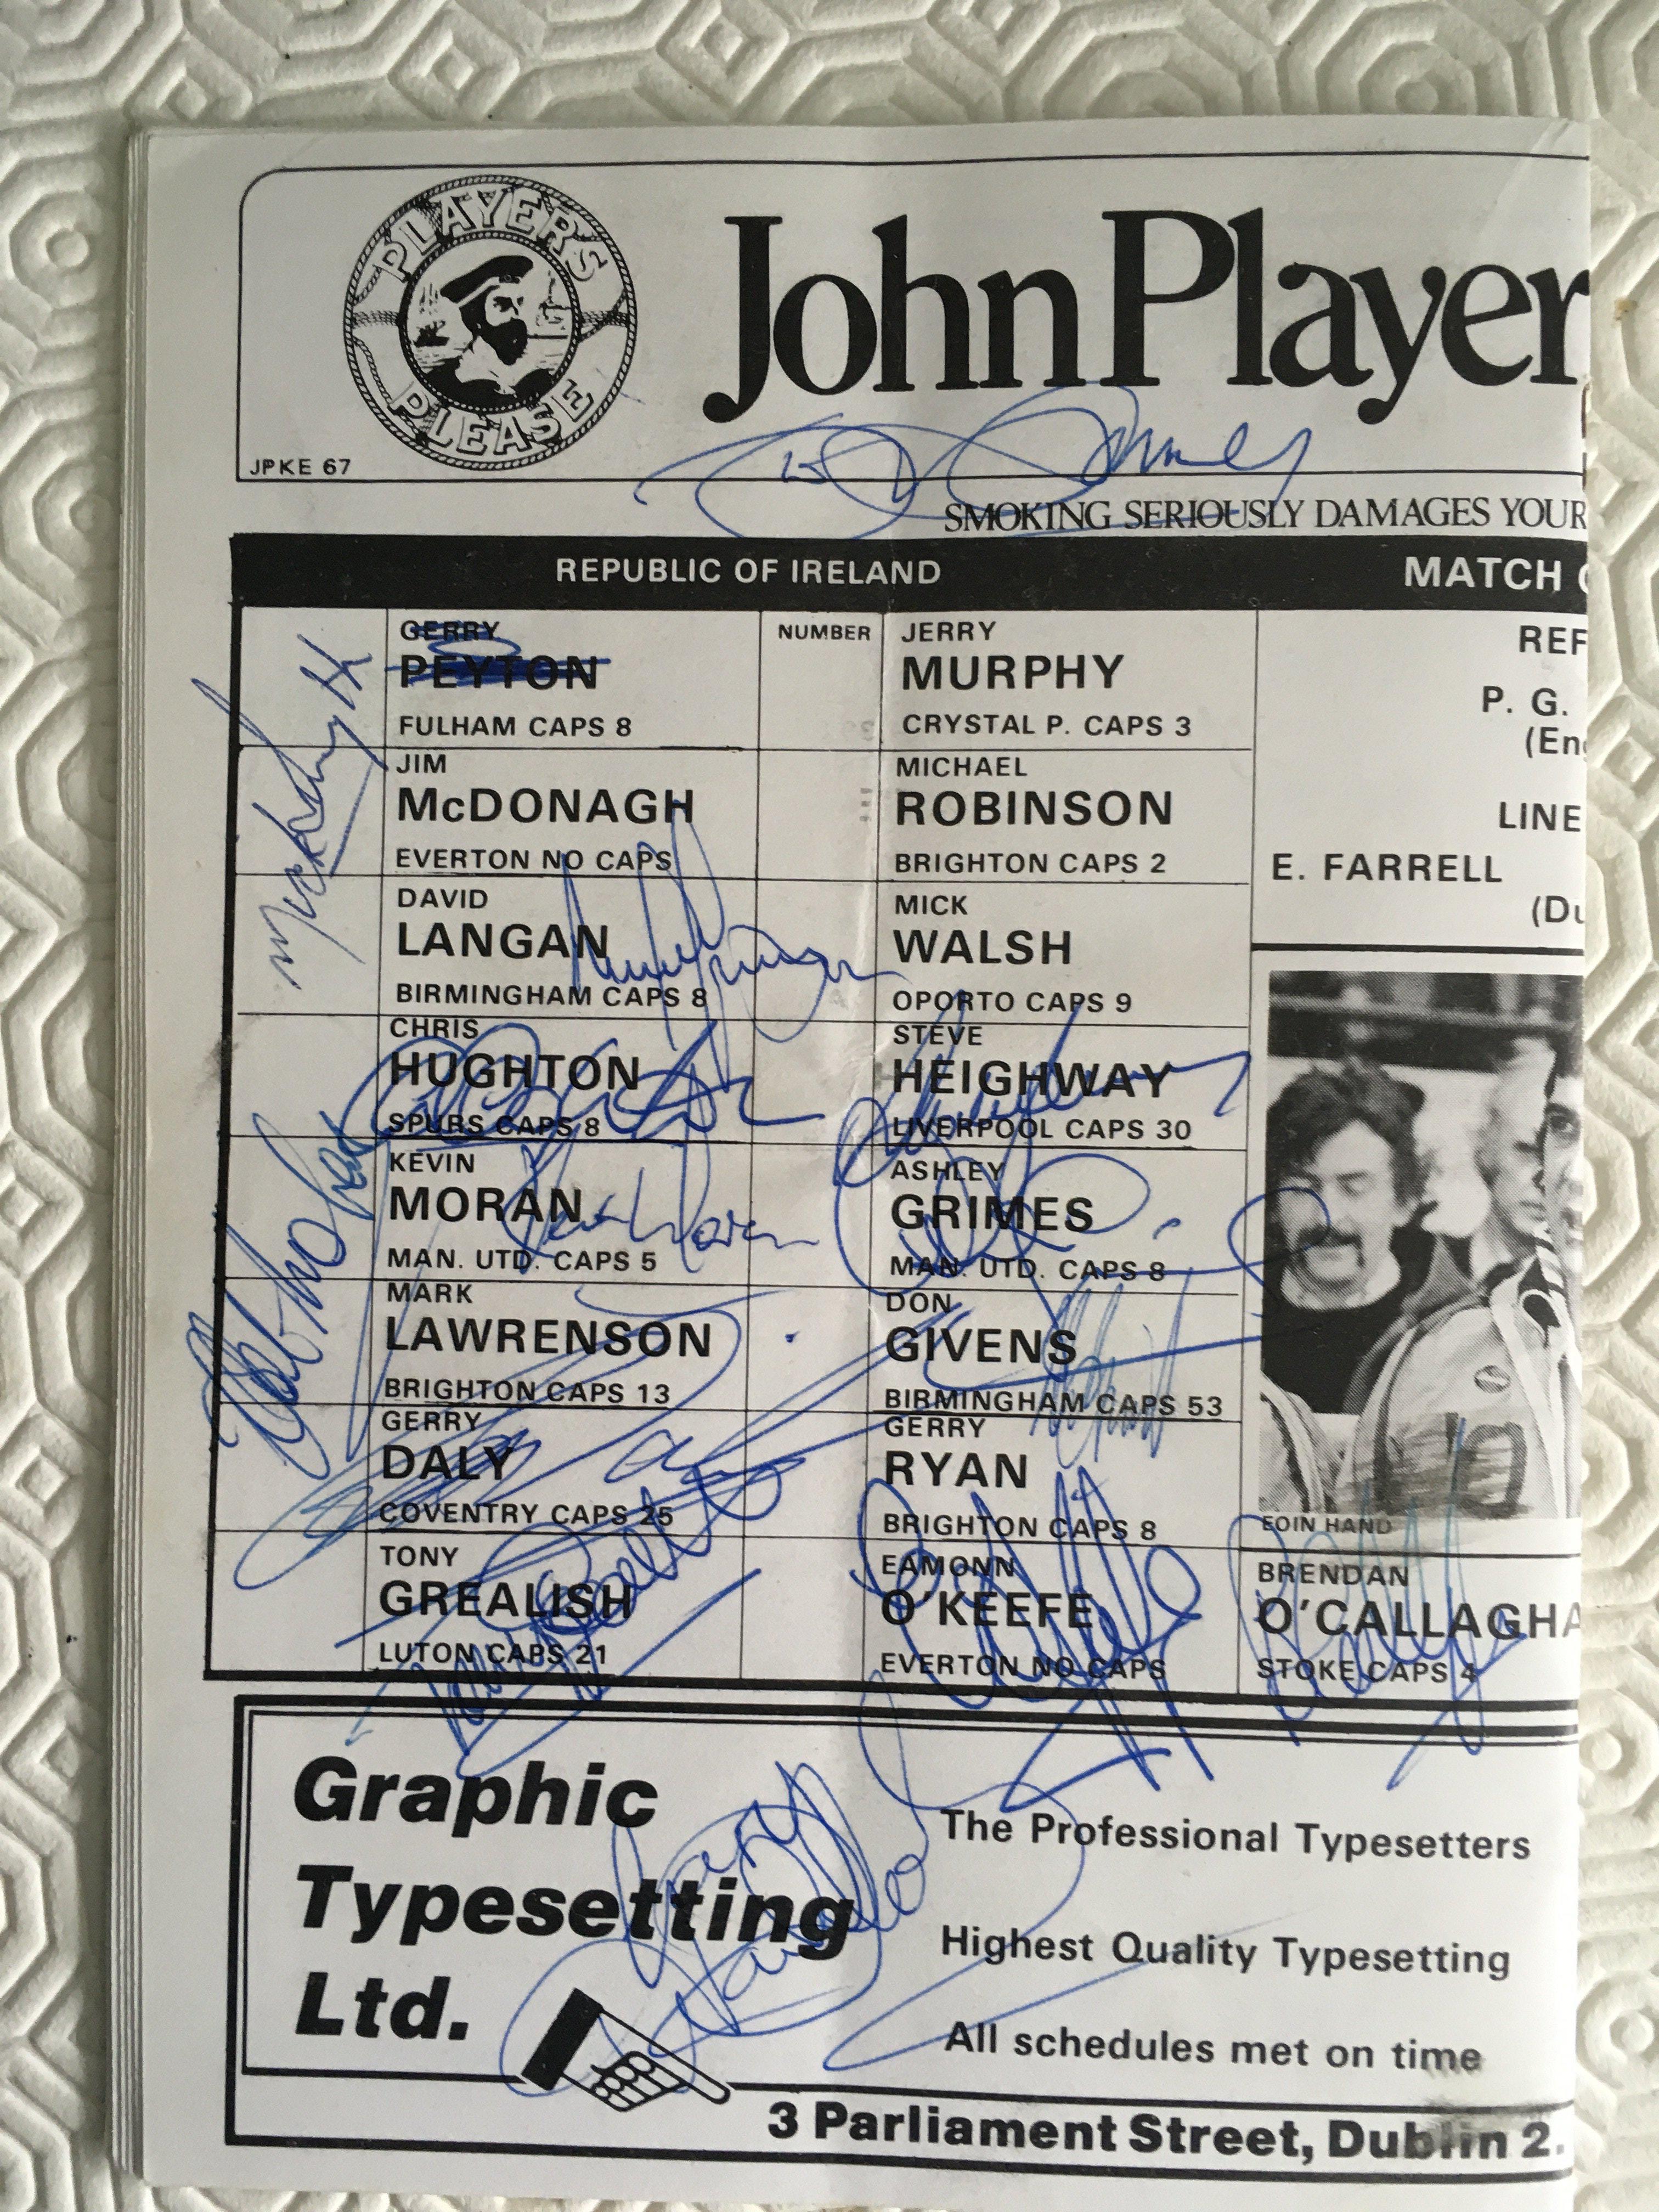 PLAYER'S
PLEASE
JPKE 67
John Player
SMOKING SERIOUSLY DAMAGES YOUR
REPUBLIC OF IRELAND
MATCH
GERRY
PEYTON
FULHAM CAPS 8
NUMBER
JERRY
MURPHY
CRYSTAL P. CAPS 3
JIM
McDONAGH
EVERTON NO CAPS
MICHAEL
ROBINSON
BRIGHTON CAPS 2
DAVID
LANGAN
BIRMINGHAM CAPS 8
MICK
WALSH
OPORTO CAPS 9
CHRIS
HUGHTON
SPURS CAPS 8
STEVE
HEIGHWAY
LIVERPOOL CAPS 30
KEVIN
MORAN
MAN. UTD. CAPS 5
Kevin Moran
ASHLEY
GRIMES
MAN. UTD. CAPS 8
MARK
LAWRENSON
BRIGHTON CAPS 13
DON
GIVENS
BIRMINGHAM CAPS 53
GERRY
DALY
COVENTRY CAPS 25
GERRY
RYAN
BRIGHTON CAPS 8
TONY
GREALISH
LUTON CAPS 21
EAMONN
O'KEEFE
EVERTON NO CAPS
REF
P. G.
(En
LINE
E. FARRELL
(Du
EOIN HAND
BRENDAN
O'CALLAGHA
STOKE CAPS 4
Graphic
Typesetting
Ltd.
The Professional Typesetters
Highest Quality Typesetting
All schedules met on time
3 Parliament Street, Dublin 2.